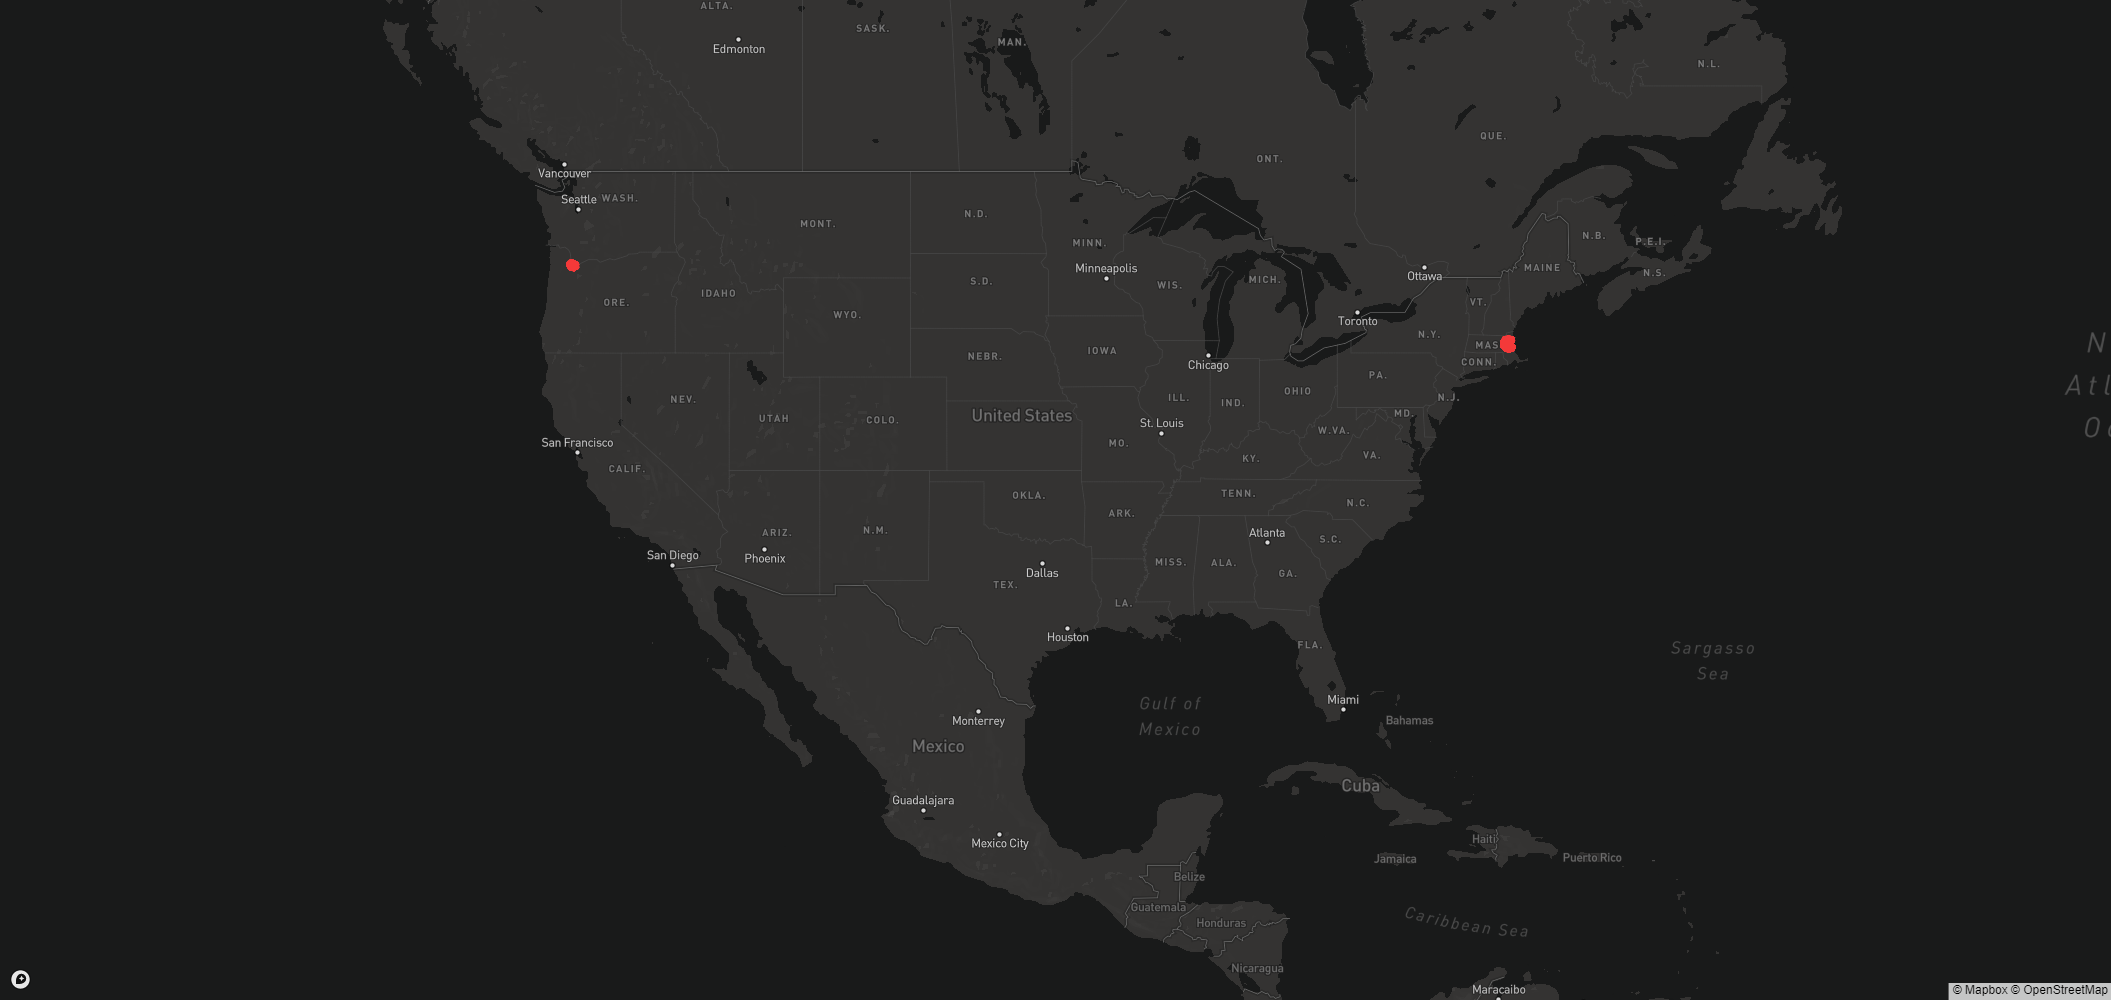 ALTA.
SASK.
MAN.
Edmonton
N.L.
QUE.
ONT.
Vancouver
Seattle
WASH.
MONT.
N.D.
MINN.
Minneapolis
N.B.
P.E.I.
N.S.
MAINE
Ottawa
VT.
ORE.
IDAHO
WYO.
S.D.
WIS.
MICH.
Toronto
N.Y.
MAS
CONN.
NEBR.
IOWA
Chicago
PA.
N.J.
NEV.
UTAH
COLO.
United States
ILL.
IND.
OHIO
MD.
St. Louis
W.VA.
San Francisco
CALIF.
MO.
KY.
VA.
OKLA.
TENN.
N.C.
ARIZ.
N.M.
ARK.
Atlanta
S.C.
San Diego
Phoenix
Dallas
TEX.
MISS.
ALA.
GA.
LA.
Houston
FLA.
Sargasso
Sea
Gulf of
Mexico
Miami
Bahamas
Monterrey
Mexico
Cuba
Guadalajara
Mexico City
Haiti
Jamaica
Puerto Rico
Belize
Guatemala
Honduras
Caribbean Sea
Nicaragua
Maracaibo
© Mapbox © OpenStreetMap